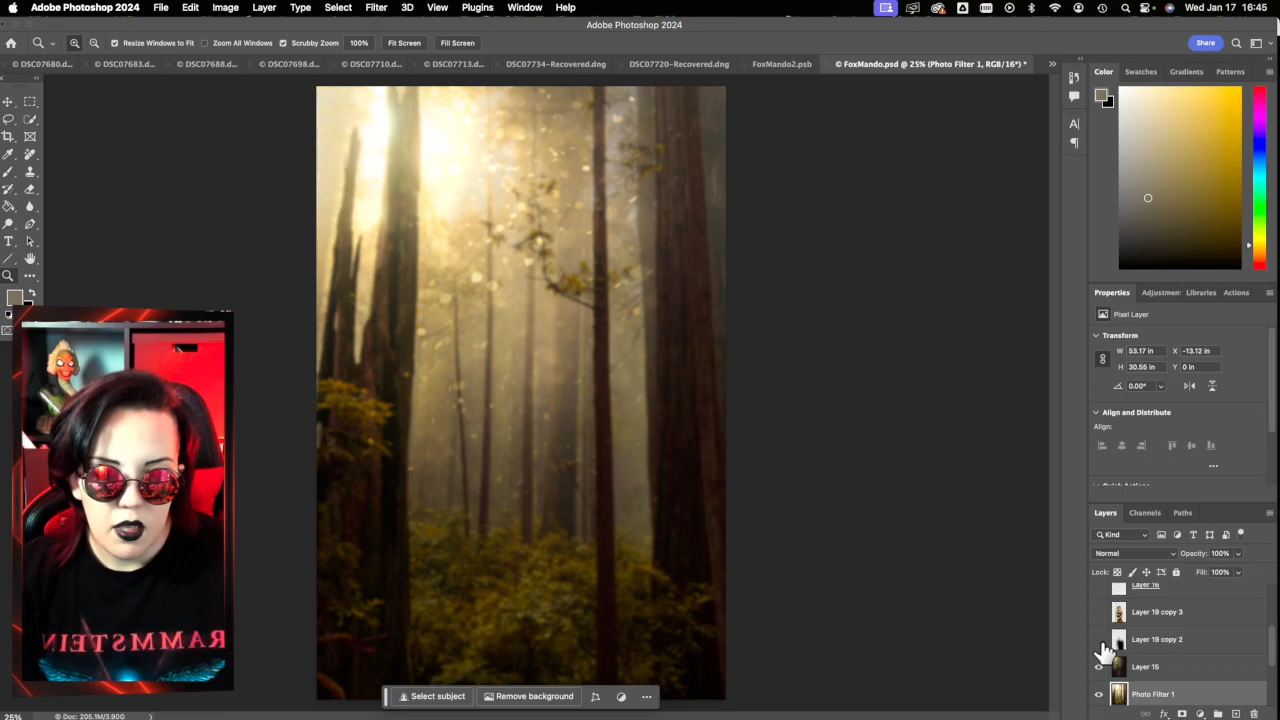 Photoshop 2024 File Edit Image Layer Type Select Filter 3D View Plugins Window Help Wed Jan 17 16:45
Adobe Photoshop 2024
Resize Windows to Fit Zoom All Windows Scrubby Zoom 100% Fit Screen Fill Screen Share
© DSC07680.d... © DSC07683.d... © DSC07688.d... © DSC07698.d... © DSC07710.d... © DSC07713.d... DSC07734-Recovered.dng DSC07720-Recovered.dng FoxMando2.psb © FoxMando.psd @ 25% (Photo Filter 1, RGB/16*) *
Color Swatches Gradients Patterns
Properties Adjustmen Libraries Actions
Pixel Layer
Transform
W 53.17 in X -13.12 in
H 30.55 in Y 0 in
0.00°
Align and Distribute
Align:
Quick Actions
Layers Channels Paths
Kind
Normal Opacity: 100%
Lock: Fill: 100%
Layer 16
Layer 19 copy 3
Layer 19 copy 2
Layer 15
Photo Filter 1
Select subject Remove background
RAMMSTEIN
25% Doc: 205.1M/3.90G